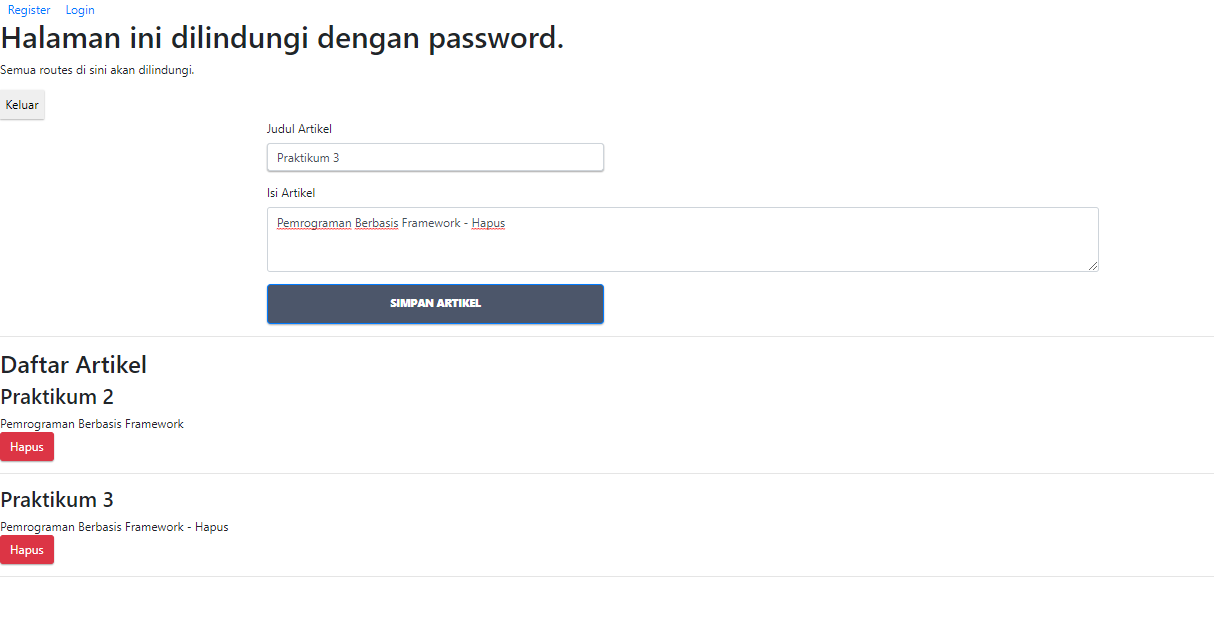 Register Login
Halaman ini dilindungi dengan password.
Semua routes di sini akan dilindungi.
Keluar
Judul Artikel
Praktikum 3
Isi Artikel
Pemrograman Berbasis Framework - Hapus
SIMPAN ARTIKEL
Daftar Artikel
Praktikum 2
Pemrograman Berbasis Framework
Hapus
Praktikum 3
Pemrograman Berbasis Framework - Hapus
Hapus